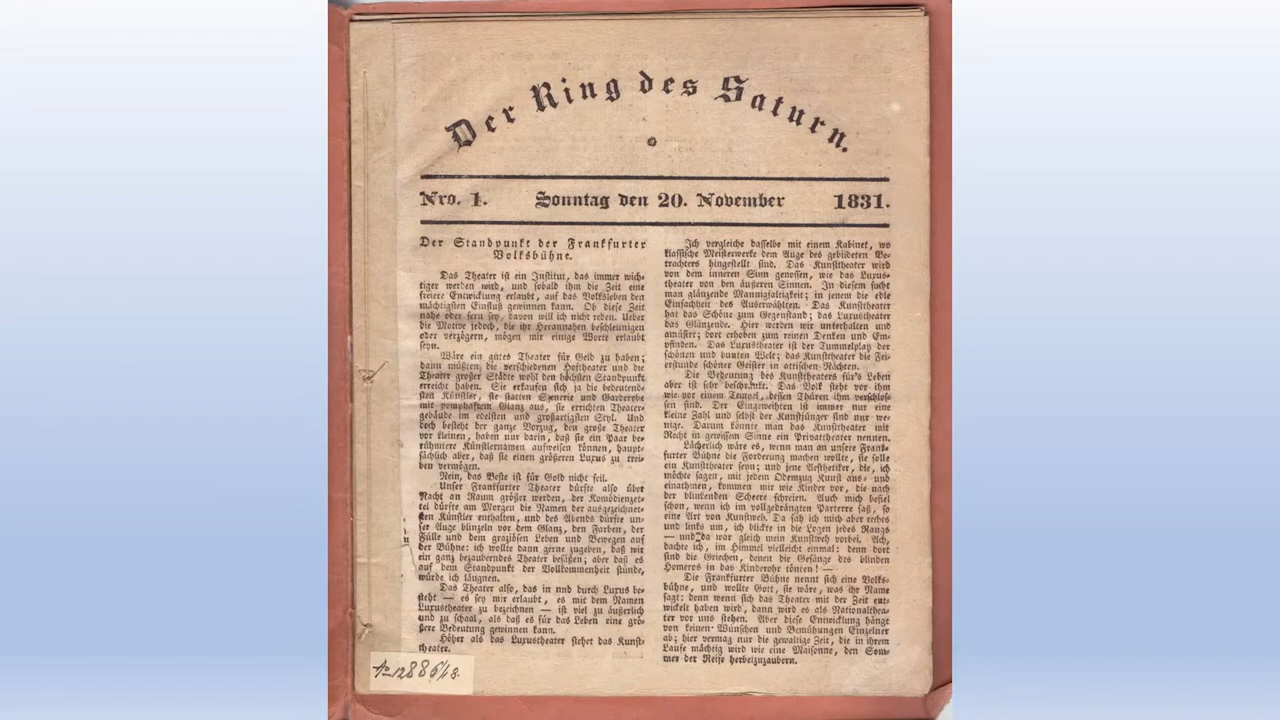 Der Ring des Saturn.
Nro. 1. Sonntag den 20. November 1831.
Der Standpunkt der Frankfurter
Volksbühne.
Das Theater ist ein Institut, das immer wich-
tiger werden wird, und sobald ihm die Zeit eine
freiere Entwicklung erlaubt, auf das Volksleben den
mächtigsten Einfluß gewinnen kann. Ob diese Zeit
nahe oder fern sey, davon will ich nicht reden. Ueber
die Motive jedoch, die ihr Herannahen beschleunigen
oder verzögern, mögen mir einige Worte erlaubt
seyn.
Wäre ein gutes Theater für Geld zu haben;
dann müßten die verschiedenen Hoftheater und die
Theater großer Städte wohl den höchsten Standpunkt
erreicht haben. Sie erkaufen sich ja die bedeutend-
sten Künstler, sie statten Szenerie und Garderobe
mit pomphaftem Glanz aus, sie errichten Theater-
gebäude im edelsten und großartigsten Styl. Und
doch besteht der ganze Vorzug, den große Theater
vor kleinen, haben nur darin, daß sie ein Paar be-
rühmtere Künstlernamen aufweisen können, haupt-
sächlich aber, daß sie einen größeren Luxus zu trei-
ben vermögen.
Nein, das Beste ist für Gold nicht feil.
Unser Frankfurter Theater dürfte also über
Nacht an Raum größer werden, der Komödienzet-
tel dürfte am Morgen die Namen der ausgezeichnet-
sten Künstler enthalten, und des Abends dürfte un-
ser Auge blinzeln vor dem Glanz, den Farben, der
Fülle und dem graziösen Leben und Bewegen auf
der Bühne: ich wollte dann gerne zugeben, daß wir
ein ganz bezauberndes Theater besäßen; aber daß es
auf dem Standpunkt der Vollkommenheit stünde,
würde ich läugnen.
Das Theater also, das in nnd durch Luxus be-
steht — es sey mir erlaubt, es mit dem Namen
Luxustheater zu bezeichnen — ist viel zu äußerlich
und zu schaal, als daß es für das Leben eine grö-
ßere Bedeutung gewinnen kann.
Höher als das Luxustheater stehet das Kunst-
theater.
Ich vergleiche dasselbe mit einem Kabinet, wo
klassische Meisterwerke dem Auge des gebildeten Be-
trachters hingestellt sind. Das Kunsttheater wird
von dem inneren Sinn genossen, wie das Luxus-
theater von den äußeren Sinnen. In diesem sucht
man glänzende Mannigfaltigkeit; in jenem die edle
Einfachheit des Auserwählten. Das Kunsttheater
hat das Schöne zum Gegenstand; das Luxustheater
das Glänzende. Hier werden wir unterhalten und
amüsirt; dort erhoben zum reinen Denken und Em-
pfinden. Das Luxustheater ist der Tummelplatz der
schönen und bunten Welt; das Kunsttheater die Fei-
erstunde schöner Geister in attischen Nächten.
Die Bedeutung des Kunsttheaters für's Leben
aber ist sehr beschränkt. Das Volk steht vor ihm
wie vor einem Tempel, dessen Thüren ihm verschlos-
sen sind. Der Eingeweihten ist immer nur eine
kleine Zahl und selbst der Kunstjünger sind nur we-
nige. Darum könnte man das Kunsttheater mit
Recht in gewissen Sinne ein Privattheater nennen.
Lächerlich wäre es, wenn man an unsere Frank-
furter Bühne die Forderung machen wollte, sie solle
ein Kunsttheater seyn; und jene Aesthetiker, die, ich
möchte sagen, mit jedem Odemzug Kunst aus- und
einathmen, kommen mir wie Kinder vor, die nach
der blinkenden Scheere schreien. Auch mich befiel
schon, wenn ich im vollgedrängten Parterre saß, so
eine Art von Kunstweh. Da sah ich mich aber rechts
und links um, ich blickte in die Logen jedes Rangs
— und da war gleich mein Kunstweh vorbei. Ach,
dachte ich, im Himmel vielleicht einmal: denn dort
sind die Griechen, denen die Gesänge des blinden
Homeros in das Kinderohr tönten! —
Die Frankfurter Bühne nennt sich eine Volks-
bühne, und wollte Gott, sie wäre, was ihr Name
sagt: denn wenn sich das Theater mit der Zeit ent-
wickelt haben wird, dann wird es als Nationalthea-
ter vor uns stehen. Aber diese Entwicklung hängt
von keinen Wünschen und Bemühungen Einzelner
ab; hier vermag nur die gewaltige Zeit, die in ihrem
Laufe mächtig wird wie eine Maisonne, den Som-
mer der Reife herbeizuzaubern.